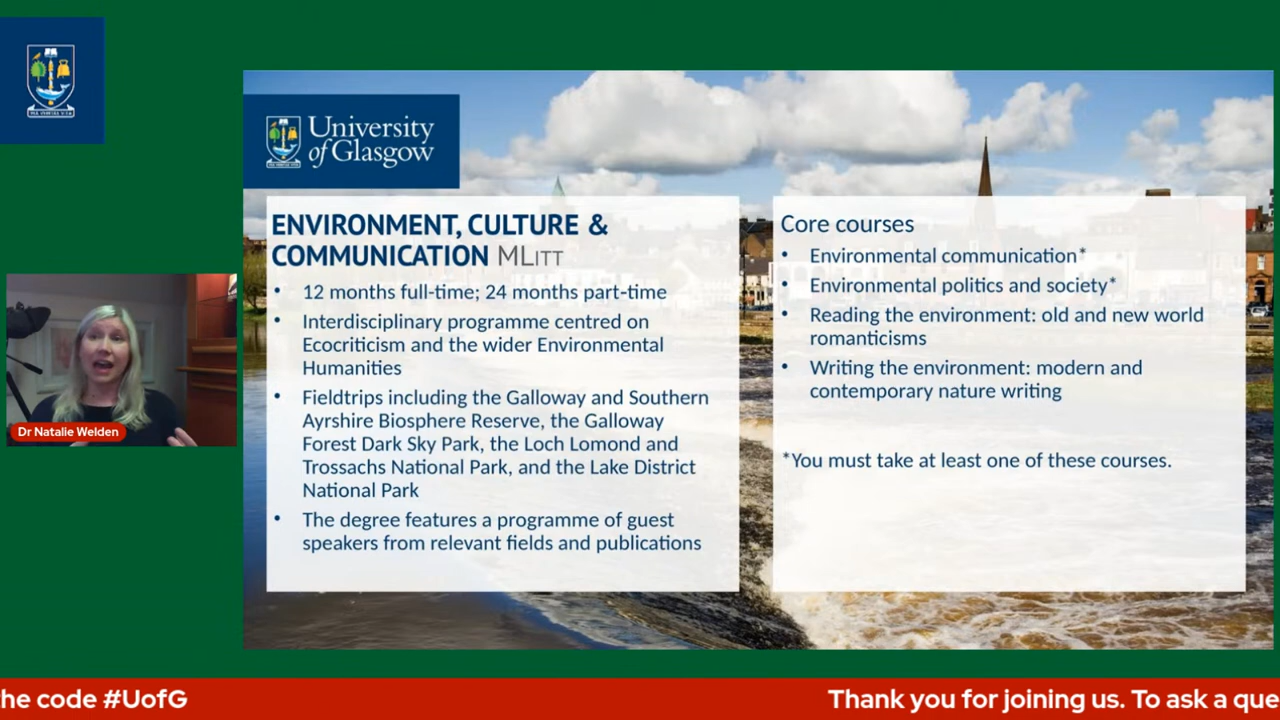 University
of Glasgow
ENVIRONMENT, CULTURE &
COMMUNICATION MLITT
• 12 months full-time; 24 months part-time
• Interdisciplinary programme centred on
Ecocriticism and the wider Environmental
Humanities
• Fieldtrips including the Galloway and Southern
Ayrshire Biosphere Reserve, the Galloway
Forest Dark Sky Park, the Loch Lomond and
Trossachs National Park, and the Lake District
National Park
• The degree features a programme of guest
speakers from relevant fields and publications
Core courses
• Environmental communication*
• Environmental politics and society*
• Reading the environment: old and new world
romanticisms
• Writing the environment: modern and
contemporary nature writing
*You must take at least one of these courses.
Dr Natalie Welden
he code #UofG
Thank you for joining us. To ask a que